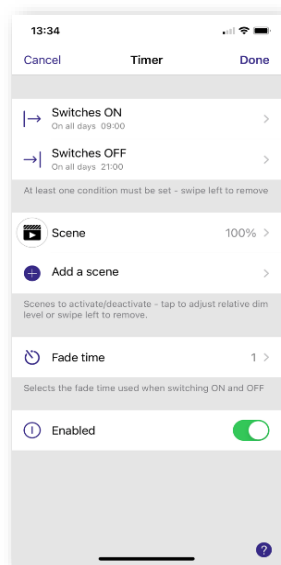 13:34
Cancel Timer Done
Switches ON
On all days 09:00
Switches OFF
On all days 21:00
At least one condition must be set - swipe left to remove
Scene 100%
Add a scene
Scenes to activate/deactivate - tap to adjust relative dim
level or swipe left to remove.
Fade time 1
Selects the fade time used when switching ON and OFF
Enabled
?